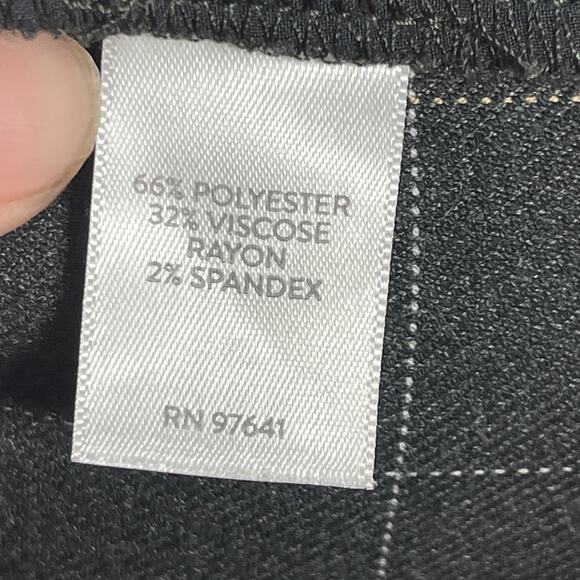 66% POLYESTER
32% VISCOSE
RAYON
2% SPANDEX
RN 97641